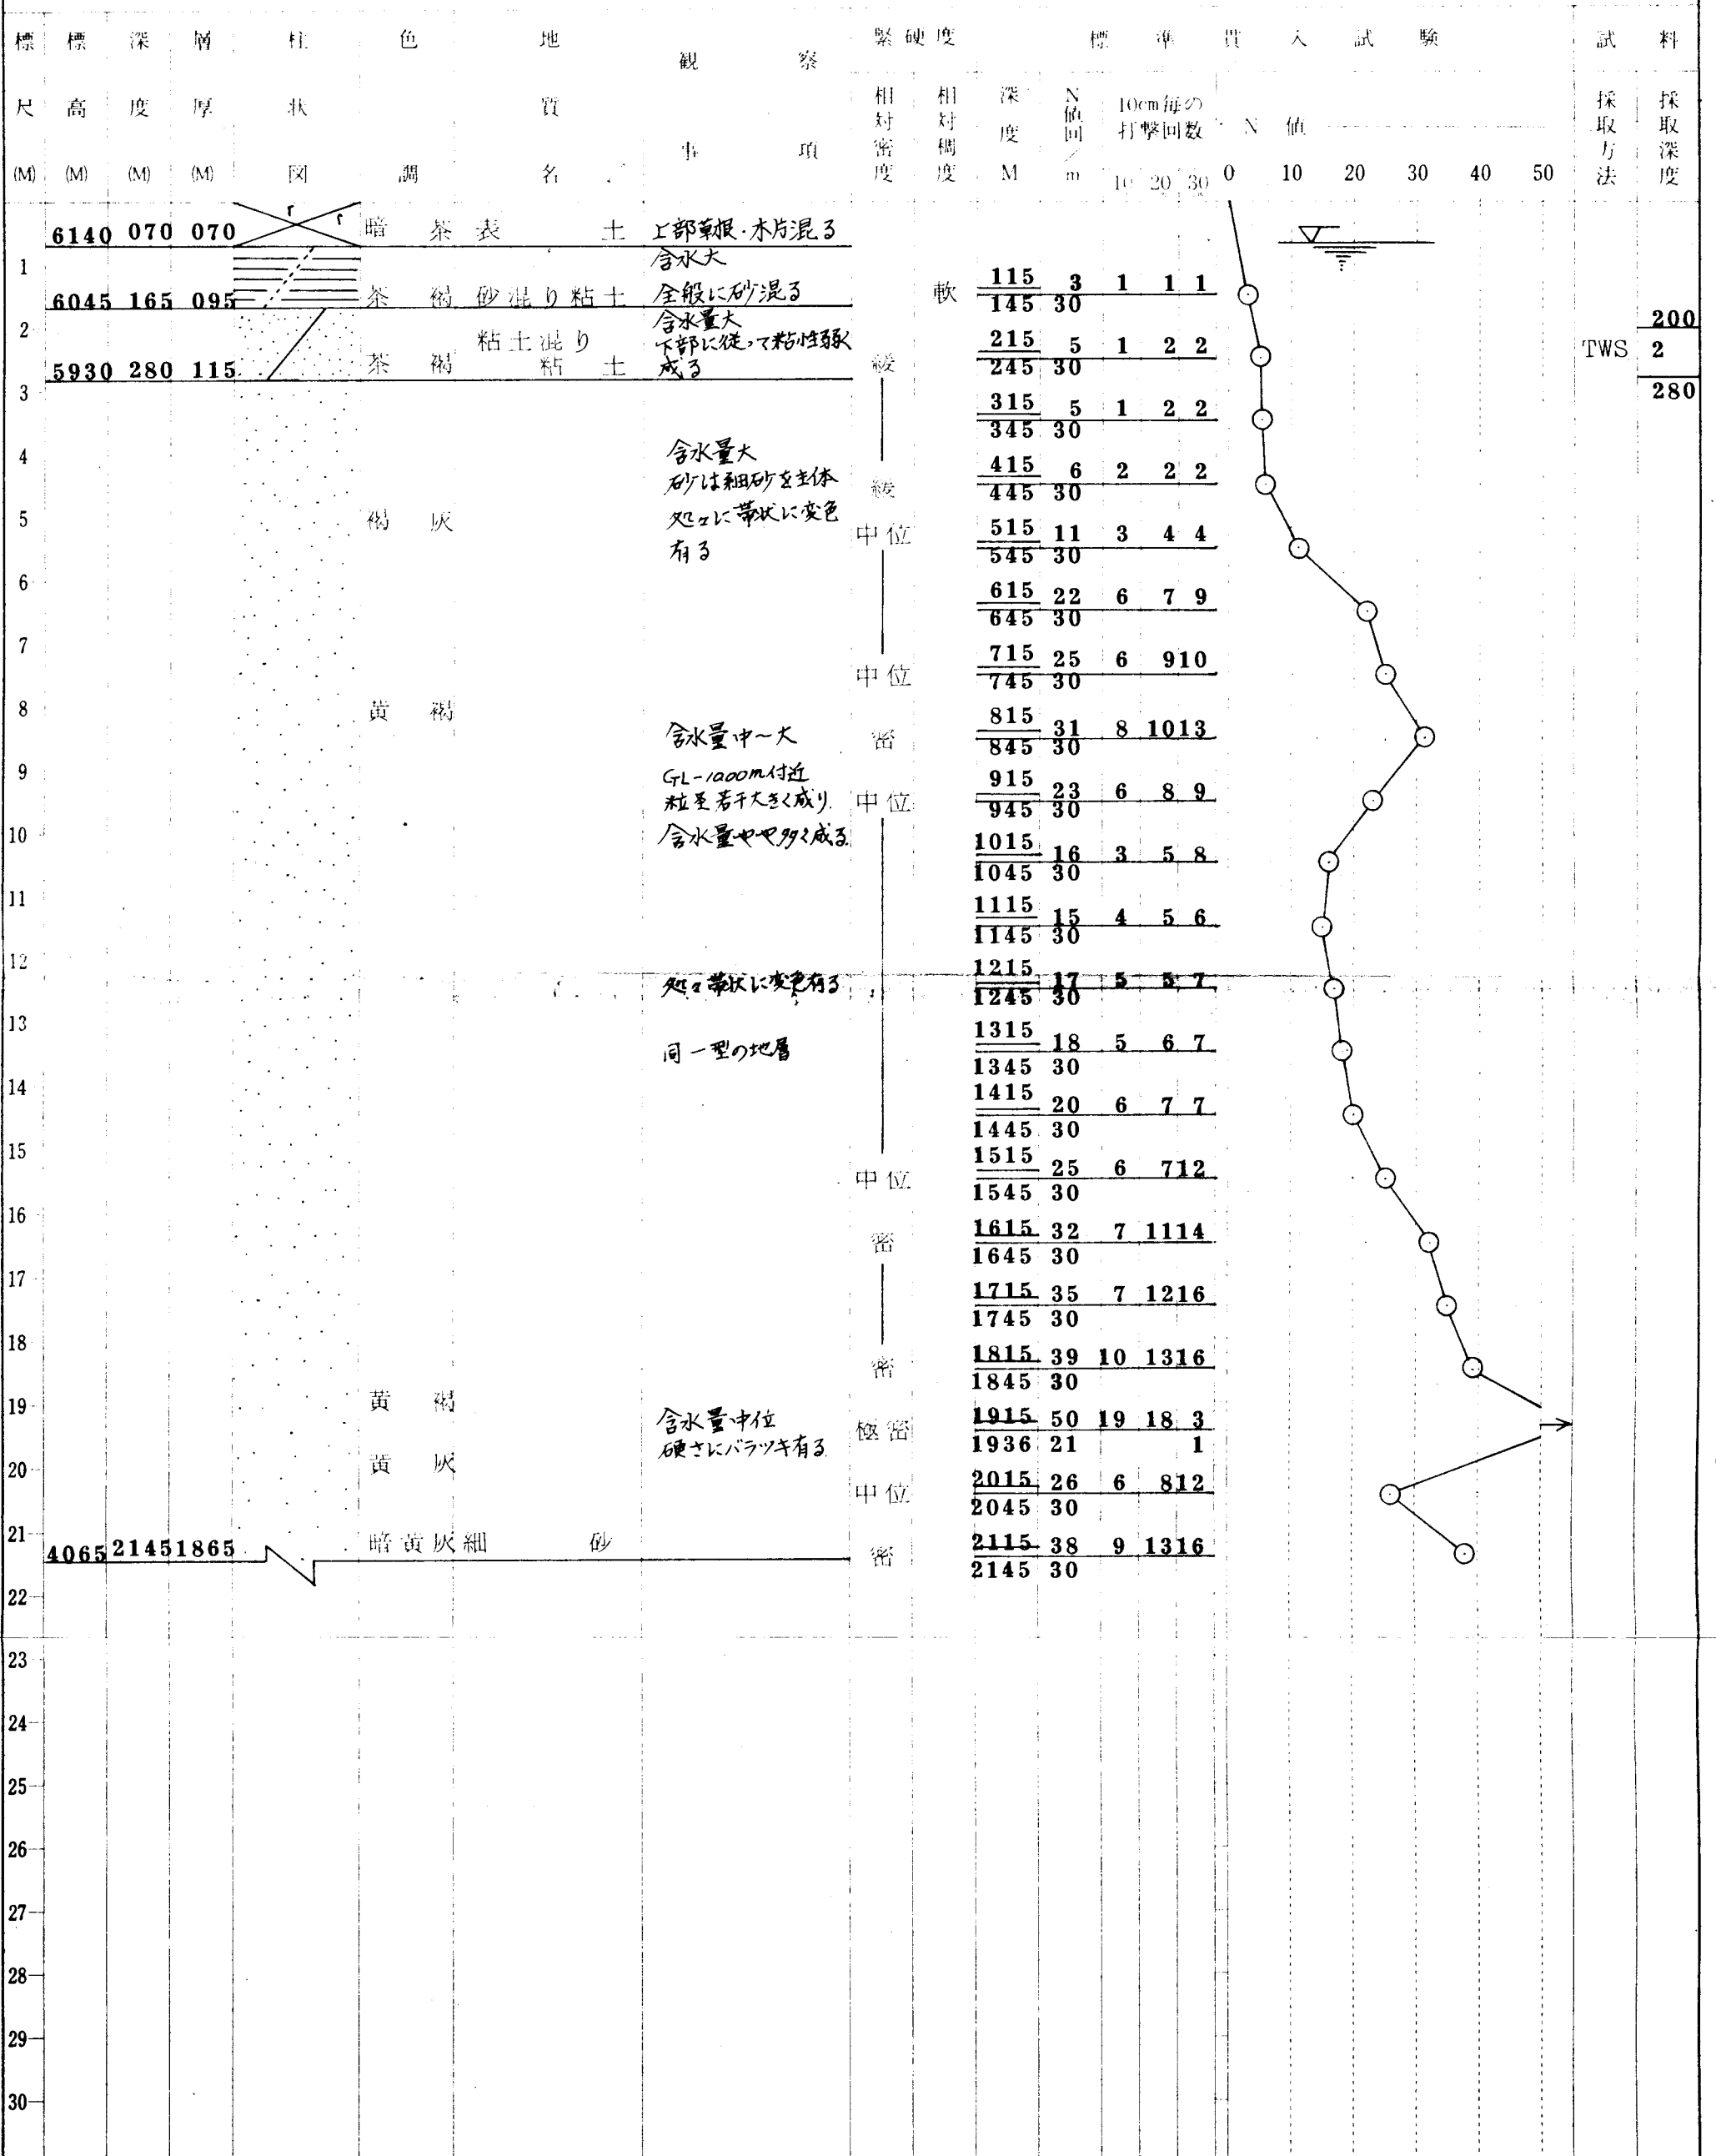 標尺(M) 標高(M) 深度(M) 層厚(M) 柱状図 色調 地質名 観察事項 緊硬度 標準貫入試験 試料
相対密度 相対稠度 深度M N値回/m 10cm毎の打撃回数 N値 採取方法 採取深度
10 20 30 0 10 20 30 40 50
r r
6140 070 070 暗茶 表土 上部草根・木片混る
1
含水大
6045 165 095 茶褐 砂混り粘土 全般に砂混る 軟 115 3 1 1 1
145 30
2
含水量大 200
粘土混り 下部に従って粘性弱く 215 5 1 2 2 TWS 2
5930 280 115 茶褐 粘土 成る 緩 245 30
280
3
315 5 1 2 2
345 30
4
含水量大
砂は細砂を主体 緩 415 6 2 2 2
445 30
5 褐灰 処々に帯状に変色 中位 515 11 3 4 4
有る 545 30
6
615 22 6 7 9
645 30
7
中位 715 25 6 9 10
745 30
8 黄褐
含水量中～大 密 815 31 8 10 13
845 30
9 GL-1000m付近
粒径若干大きく成り 中位 915 23 6 8 9
945 30
10 含水量やや多く成る
1015 16 3 5 8
1045 30
11
1115 15 4 5 6
1145 30
12
処々帯状に変色有る 1215 17 5 5 7
1245 30
13
同一型の地層 1315 18 5 6 7
1345 30
14
1415 20 6 7 7
1445 30
15
中位 1515 25 6 7 12
1545 30
16
密 1615 32 7 11 14
1645 30
17
1715 35 7 12 16
1745 30
18
密 1815 39 10 13 16
1845 30
19 黄褐
含水量中位 極密 1915 50 19 18 3
硬さにバラツキ有る 1936 21 1
20 黄灰
中位 2015 26 6 8 12
2045 30
21
4065 2145 1865 暗黄灰 細砂 密 2115 38 9 13 16
2145 30
22
23
24
25
26
27
28
29
30